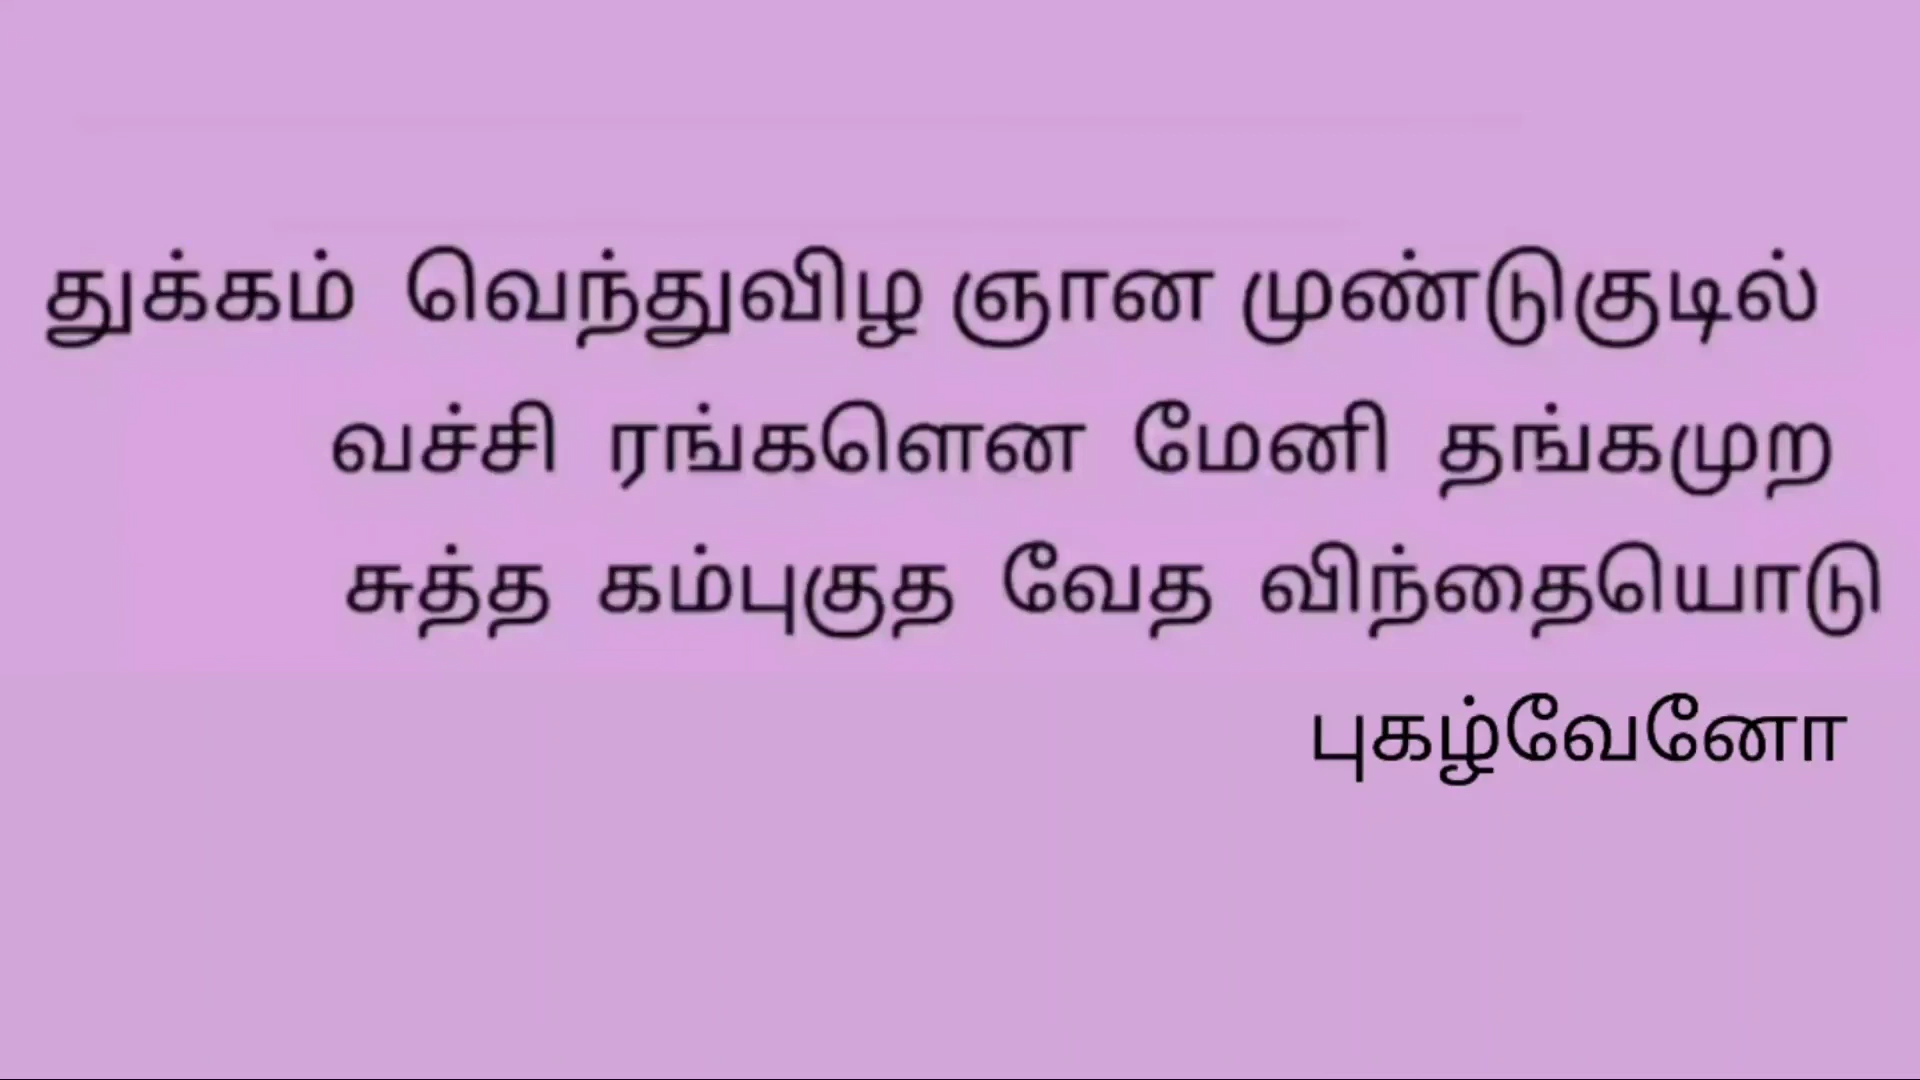 துக்கம் வெந்துவிழ ஞான முண்டுகுடில்
வச்சி ரங்களென மேனி தங்கமுற
சுத்த கம்புகுத வேத விந்தையொடு
புகழ்வேனோ